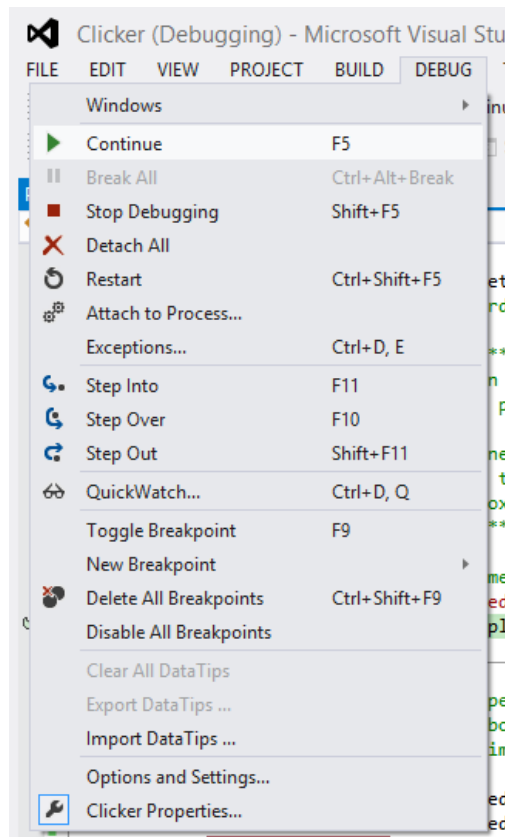 Clicker (Debugging) - Microsoft Visual Stu
FILE EDIT VIEW PROJECT BUILD DEBUG
Windows
Continue F5
Break All Ctrl+Alt+Break
Stop Debugging Shift+F5
Detach All
Restart Ctrl+Shift+F5
Attach to Process...
Exceptions... Ctrl+D, E
Step Into F11
Step Over F10
Step Out Shift+F11
QuickWatch... Ctrl+D, Q
Toggle Breakpoint F9
New Breakpoint
Delete All Breakpoints Ctrl+Shift+F9
Disable All Breakpoints
Clear All DataTips
Export DataTips ...
Import DataTips ...
Options and Settings...
Clicker Properties...